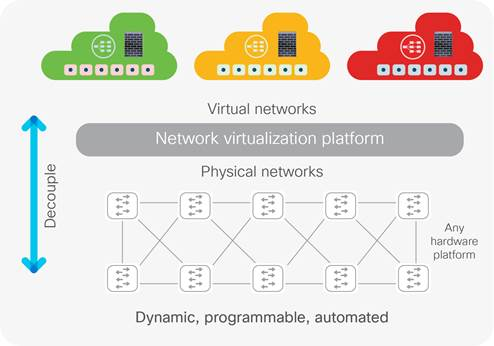 Virtual networks
Network virtualization platform
Physical networks
Decouple
Any
hardware
platform
Dynamic, programmable, automated